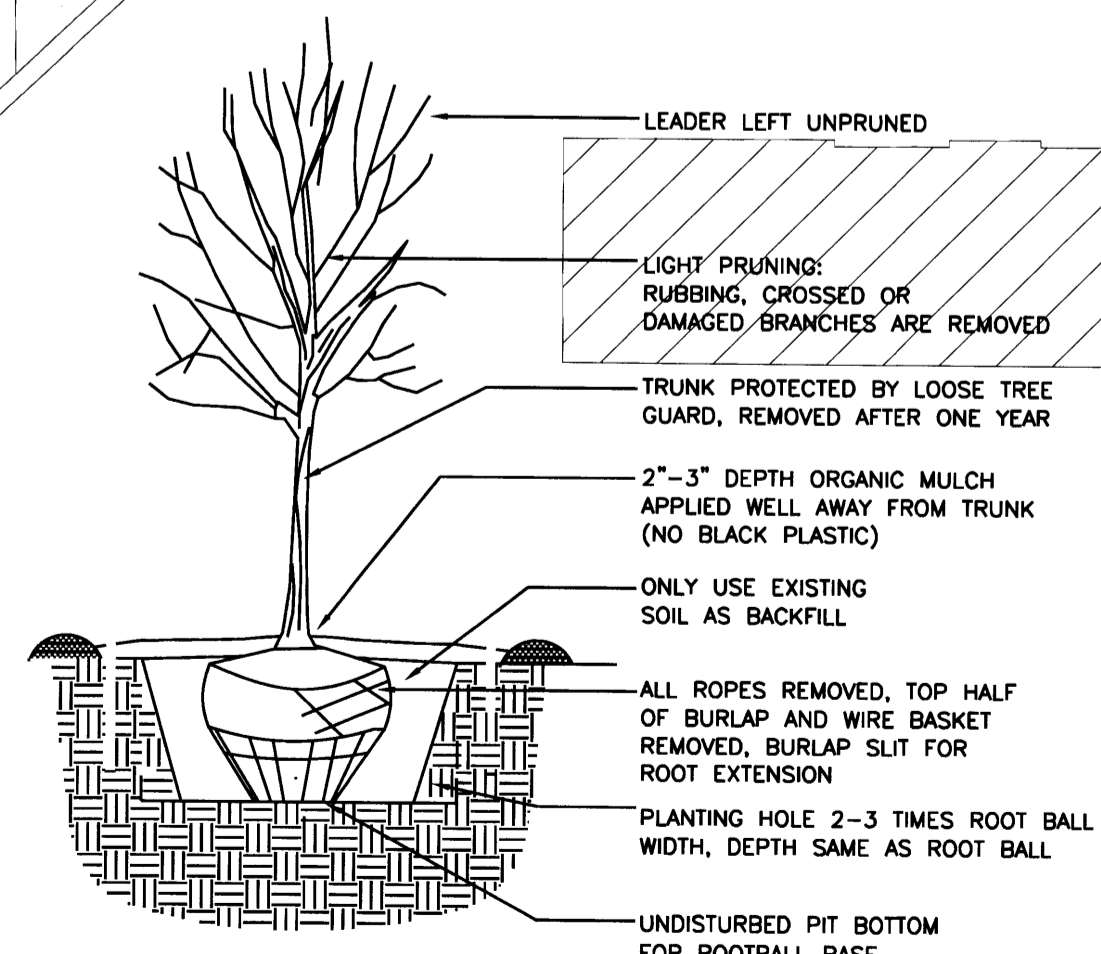 LEADER LEFT UNPRUNED
LIGHT PRUNING:
RUBBING, CROSSED OR
DAMAGED BRANCHES ARE REMOVED
TRUNK PROTECTED BY LOOSE TREE
GUARD, REMOVED AFTER ONE YEAR
2"-3" DEPTH ORGANIC MULCH
APPLIED WELL AWAY FROM TRUNK
(NO BLACK PLASTIC)
ONLY USE EXISTING
SOIL AS BACKFILL
ALL ROPES REMOVED, TOP HALF
OF BURLAP AND WIRE BASKET
REMOVED, BURLAP SLIT FOR
ROOT EXTENSION
PLANTING HOLE 2-3 TIMES ROOT BALL
WIDTH, DEPTH SAME AS ROOT BALL
UNDISTURBED PIT BOTTOM
FOR ROOTBALL BASE